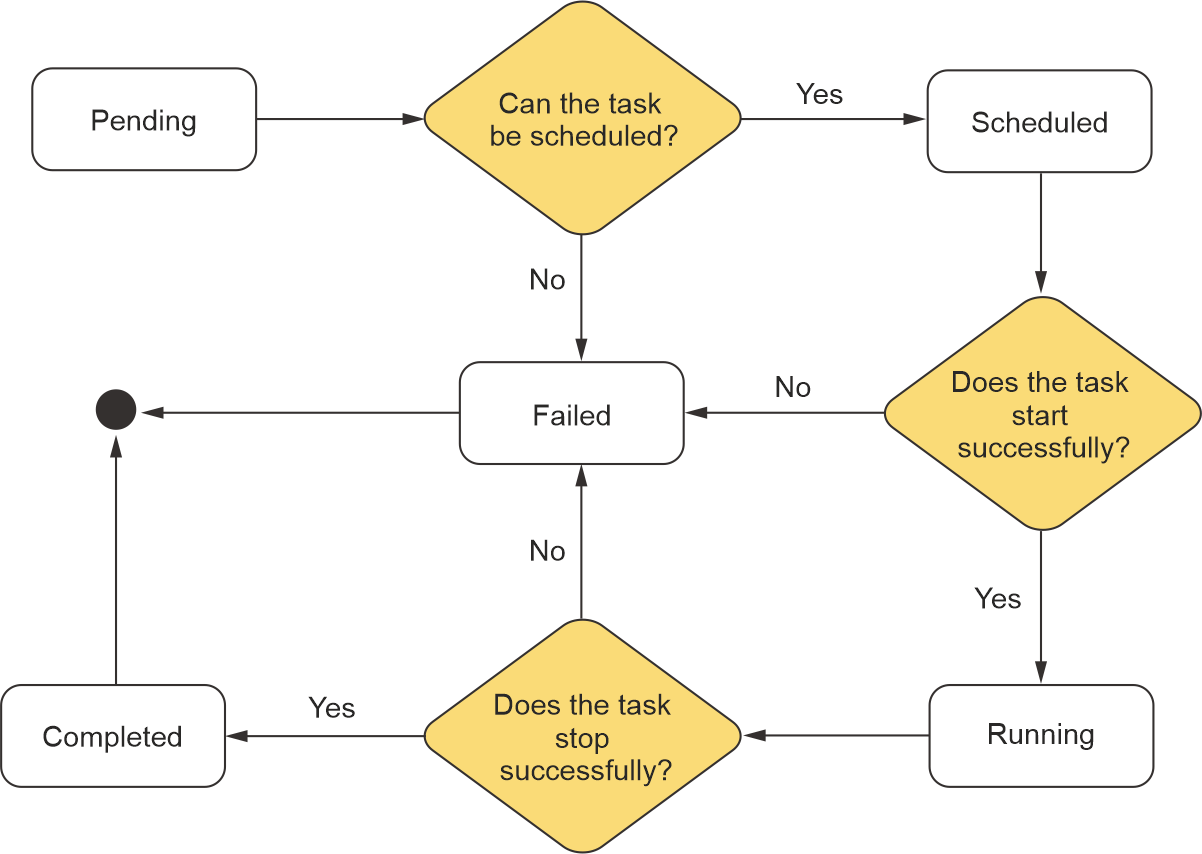 Pending
Can the task
be scheduled?
Yes
Scheduled
No
Does the task
start
successfully?
No
Failed
No
Yes
Running
Does the task
stop
successfully?
Yes
Completed